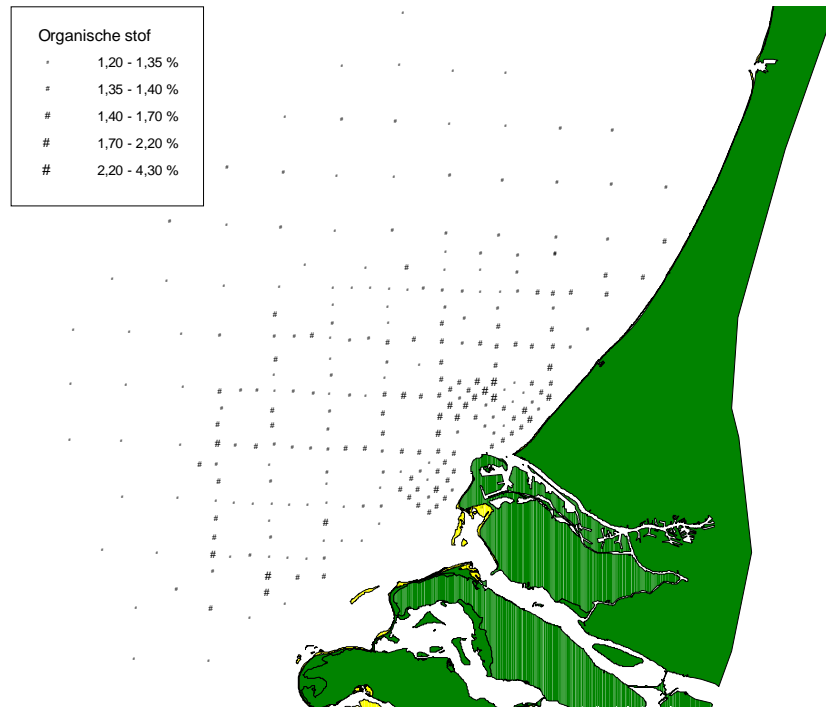 Organische stof
# 1,20 - 1,35 %
# 1,35 - 1,40 %
# 1,40 - 1,70 %
# 1,70 - 2,20 %
# 2,20 - 4,30 %